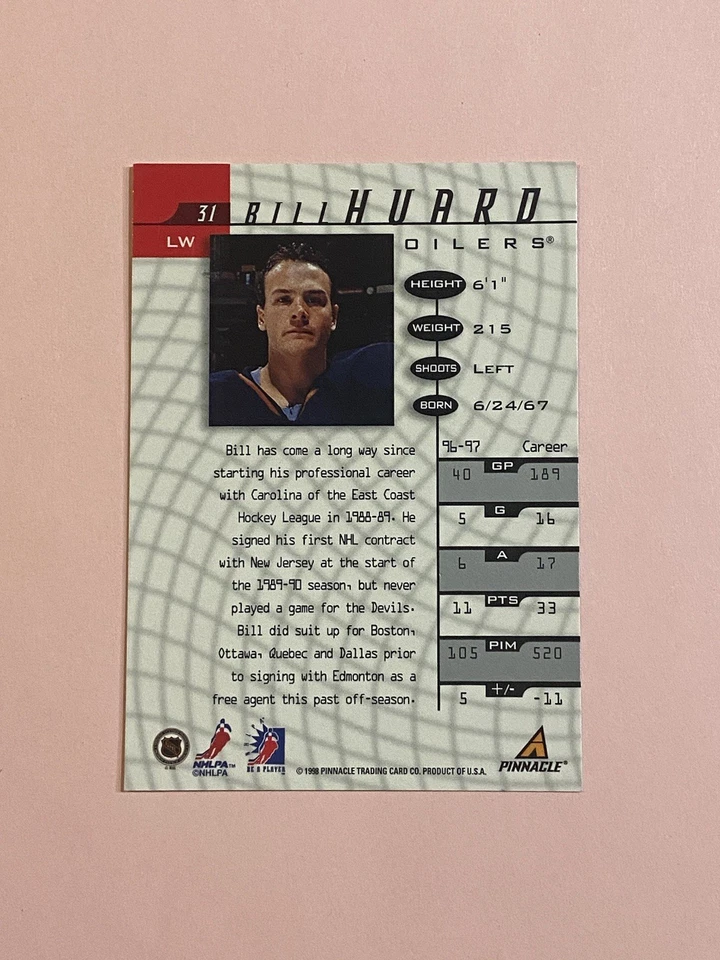 31 BILL HUARD
LW
OILERS®
HEIGHT 6'1"
WEIGHT 215
SHOOTS LEFT
BORN 6/24/67
Bill has come a long way since
starting his professional career
with Carolina of the East Coast
Hockey League in 1988-89. He
signed his first NHL contract
with New Jersey at the start of
the 1989-90 season, but never
played a game for the Devils.
Bill did suit up for Boston,
Ottawa, Quebec and Dallas prior
to signing with Edmonton as a
free agent this past off-season.
96-97 Career
40 GP 189
5 G 16
6 A 17
11 PTS 33
105 PIM 520
5 +/- -11
NHLPA™
©NHLPA
BE A PLAYER
© 1998 PINNACLE TRADING CARD CO. PRODUCT OF U.S.A.
PINNACLE®